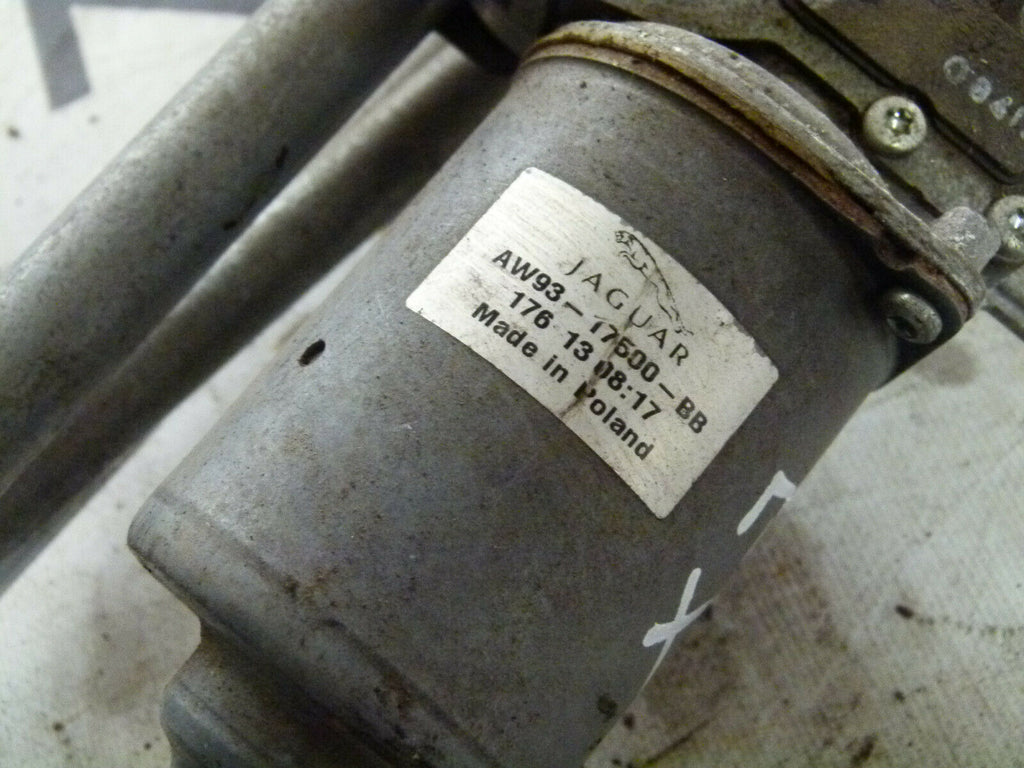 JAGUAR
AW93-17500-BB
176 13 08:17
Made in Poland